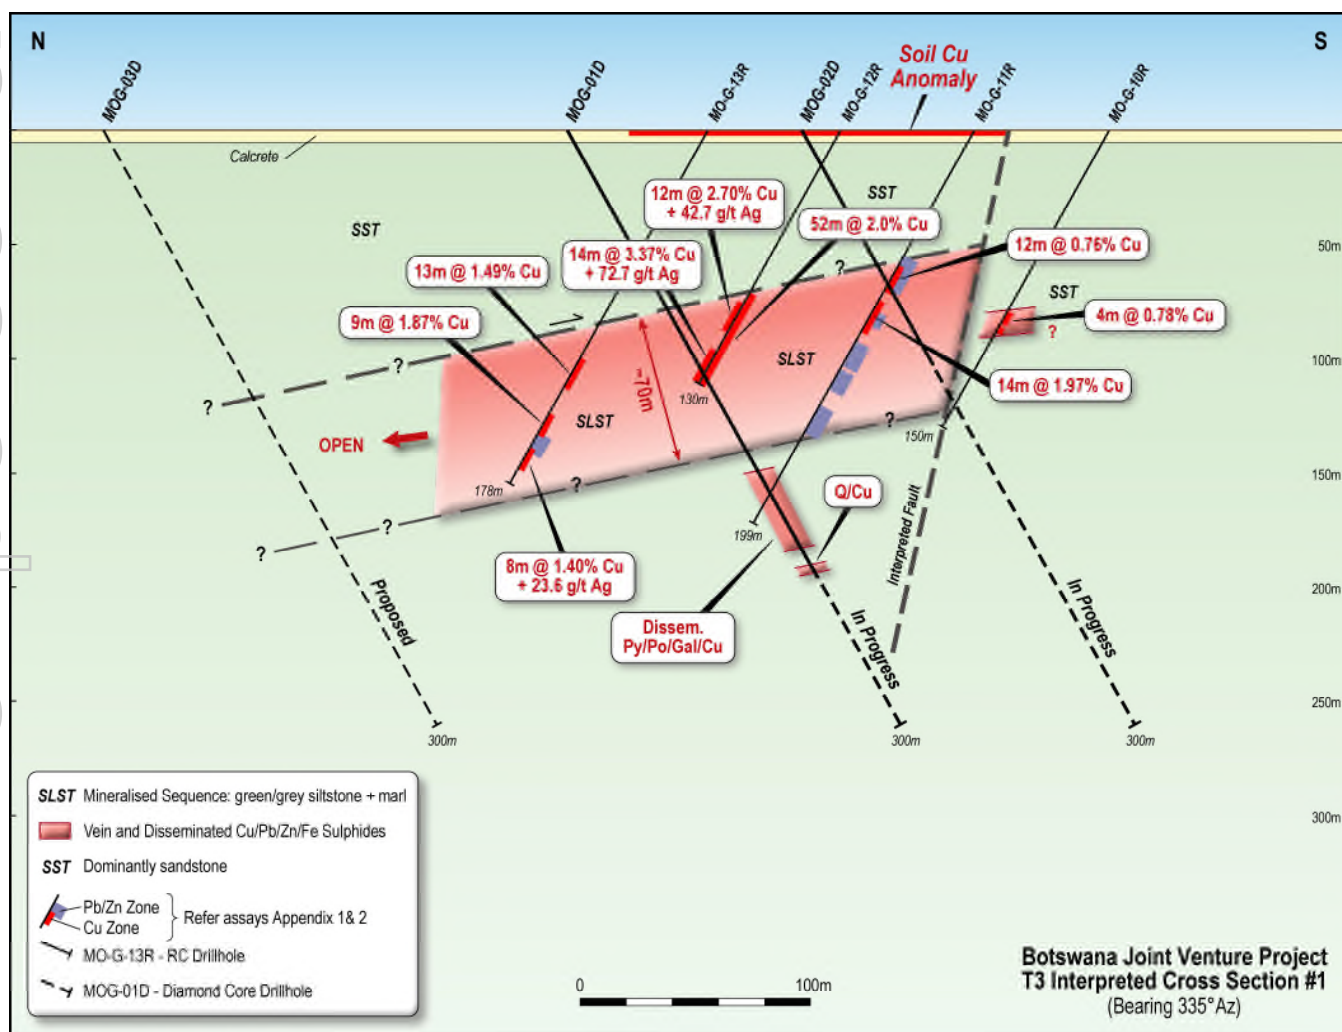 N
S
MOG-03D
MOG-01D
MO-G-13R
MOG-02D
MO-G-12R
Soil Cu
Anomaly
MO-G-11R
MO-G-10R
Calcrete
SST
12m @ 2.70% Cu
+ 42.7 g/t Ag
SST
52m @ 2.0% Cu
14m @ 3.37% Cu
+ 72.7 g/t Ag
12m @ 0.76% Cu
50m
13m @ 1.49% Cu
?
SST
9m @ 1.87% Cu
4m @ 0.78% Cu
?
?
SLST
100m
~70m
14m @ 1.97% Cu
130m
?
SLST
?
150m
OPEN
150m
178m
?
Q/Cu
?
199m
?
8m @ 1.40% Cu
+ 23.6 g/t Ag
Interpreted Fault
200m
Proposed
Dissem.
Py/Po/Gal/Cu
In Progress
In Progress
250m
300m
300m
300m
300m
SLST Mineralised Sequence: green/grey siltstone + marl
Vein and Disseminated Cu/Pb/Zn/Fe Sulphides
SST Dominantly sandstone
Pb/Zn Zone
Cu Zone
Refer assays Appendix 1& 2
MO-G-13R - RC Drillhole
MOG-01D - Diamond Core Drillhole
0
100m
Botswana Joint Venture Project
T3 Interpreted Cross Section #1
(Bearing 335°Az)